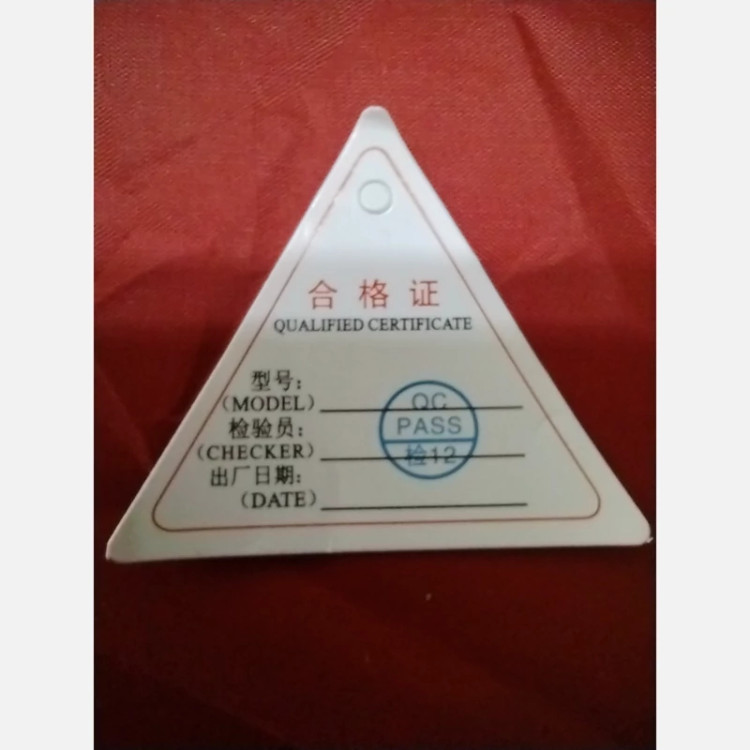 合格证
QUALIFIED CERTIFICATE
型号：
(MODEL)
检验员：
(CHECKER)
出厂日期：
(DATE)
QC
PASS
检12